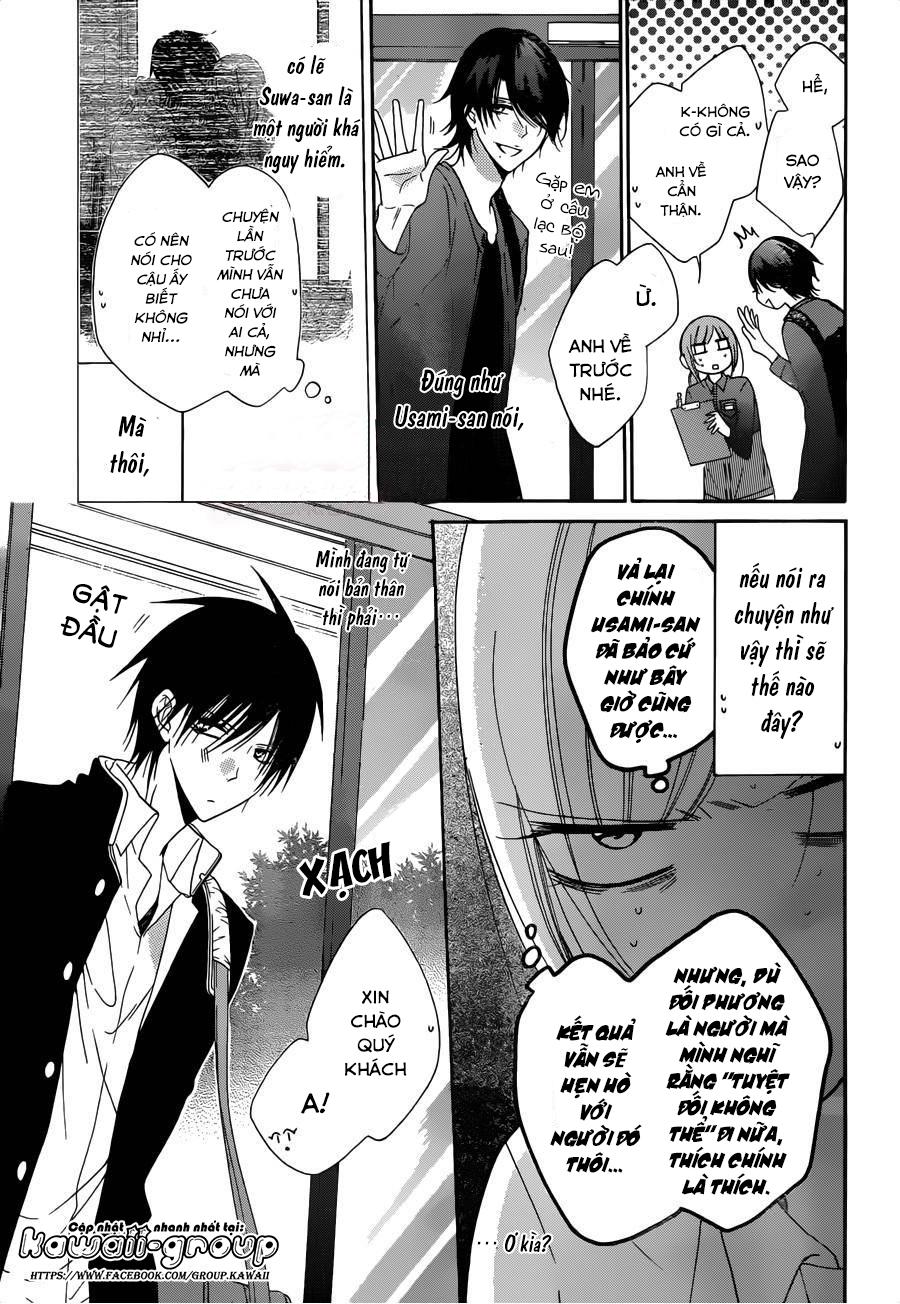 HỂ,
SAO
VẬY?
K-KHÔNG
CÓ GÌ CẢ.
ANH VỀ
CẨN
THẬN.
Ừ.
ANH VỀ
TRƯỚC
NHÉ.
Gặp em
ở câu
lạc bộ
sau!
Đúng như
Usami-san nói,
có lẽ
Suwa-san là
một người khá
nguy hiểm.
CHUYỆN
LẦN
TRƯỚC
MÌNH VẪN
CHƯA
NÓI VỚI
AI CẢ,
NHƯNG
MÀ
CÓ NÊN
NÓI CHO
CẬU ẤY
BIẾT
KHÔNG
NHỈ...
Mà
thôi,
nếu nói ra
chuyện như
vậy thì sẽ
thế nào
đây?
VẢ LẠI
CHÍNH
USAMI-SAN
ĐÃ BẢO CỨ
NHƯ BÂY
GIỜ CŨNG
ĐƯỢC...
NHƯNG, DÙ
ĐỐI PHƯƠNG
LÀ NGƯỜI MÀ
MÌNH NGHĨ
RẰNG "TUYỆT
ĐỐI KHÔNG
THỂ" ĐI NỮA,
THÍCH CHÍNH
LÀ THÍCH.
KẾT QUẢ
VẪN SẼ
HẸN HÒ
VỚI
NGƯỜI ĐÓ
THÔI...
... Ơ kìa?
Mình đang tự
nói bản thân
thì phải...
XẠCH
XIN
CHÀO
QUÝ
KHÁCH
A!
GẬT
ĐẦU
Cập nhật nhanh nhất tại:
kawaii-group
HTTPS://WWW.FACEBOOK.COM/GROUP.KAWAII